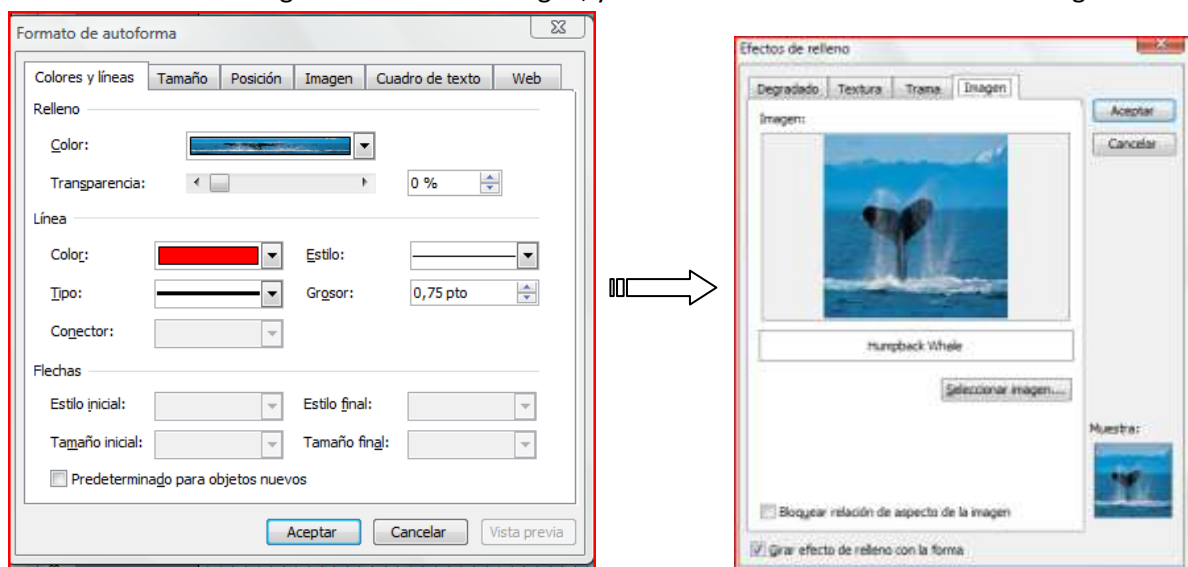 Formato de autoforma
Colores y líneas Tamaño Posición Imagen Cuadro de texto Web
Relleno
Color:
Transparencia: 0 %
Línea
Color: Estilo:
Tipo: Grosor: 0,75 pto
Conector:
Flechas
Estilo inicial: Estilo final:
Tamaño inicial: Tamaño final:
Predeterminado para objetos nuevos
Aceptar Cancelar Vista previa
Efectos de relleno
Degradado Textura Trama Imagen
Aceptar
Imagen:
Cancelar
Humpback Whale
Seleccionar imagen....
Muestra:
Bloquear relación de aspecto de la imagen
Girar efecto de relleno con la forma